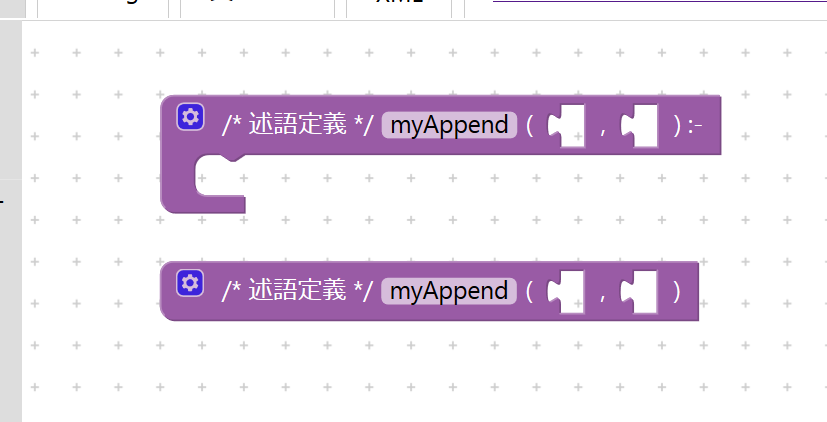 /* 述語定義 */ myAppend ( , ) :-
/* 述語定義 */ myAppend ( , )